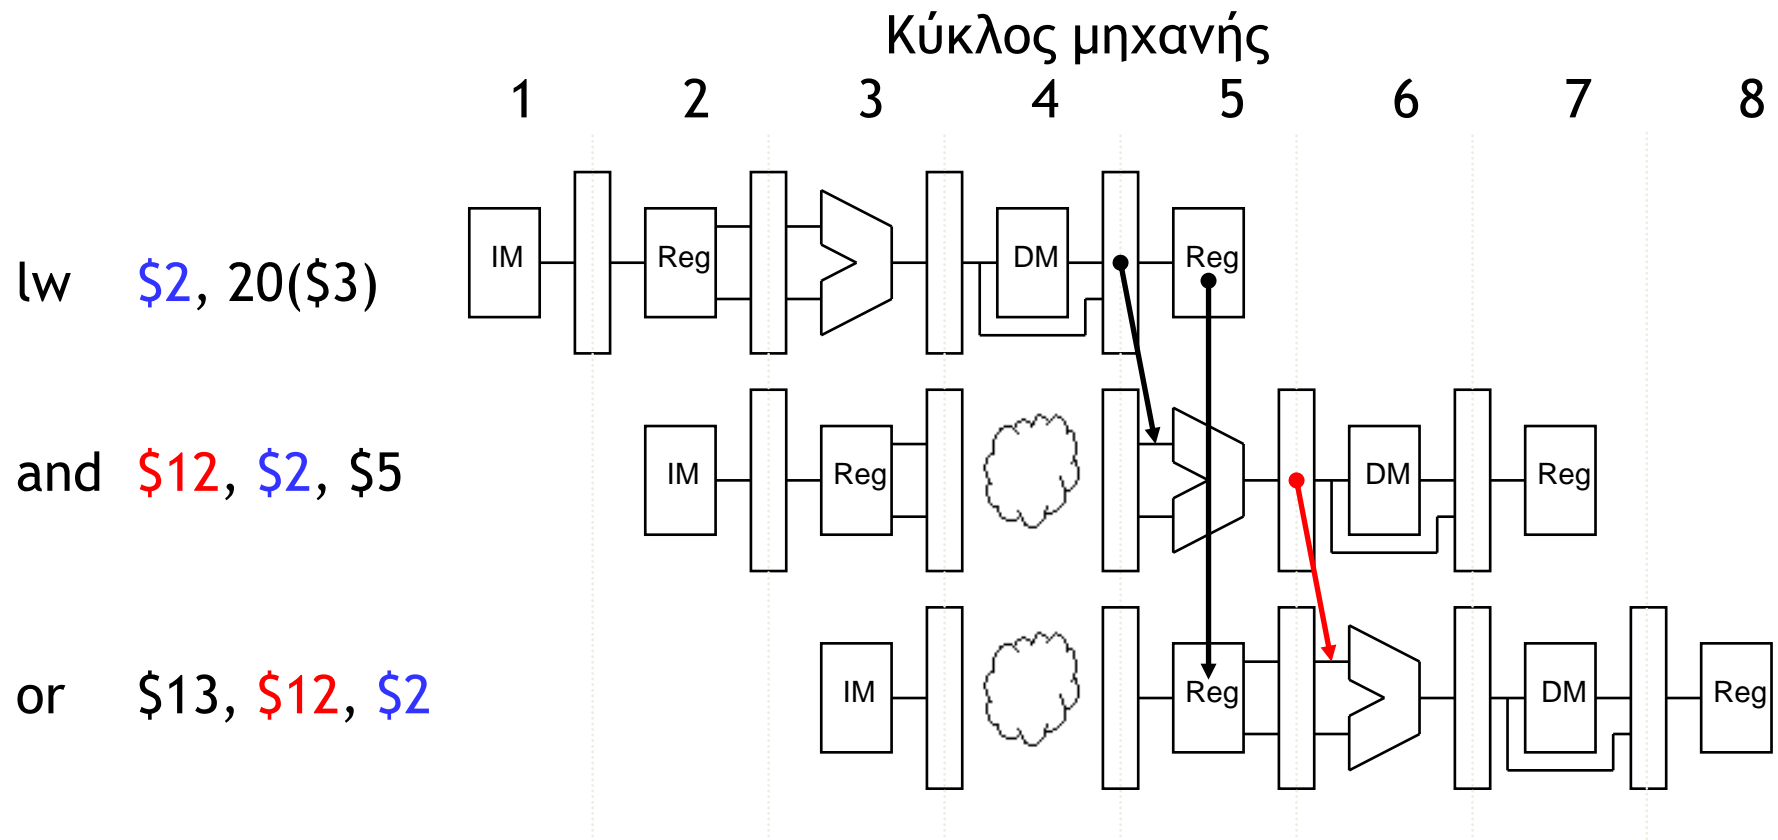 Κύκλος μηχανής
1 2 3 4 5 6 7 8
lw $2, 20($3) IM Reg DM Reg
and $12, $2, $5 IM Reg DM Reg
or $13, $12, $2 IM Reg DM Reg